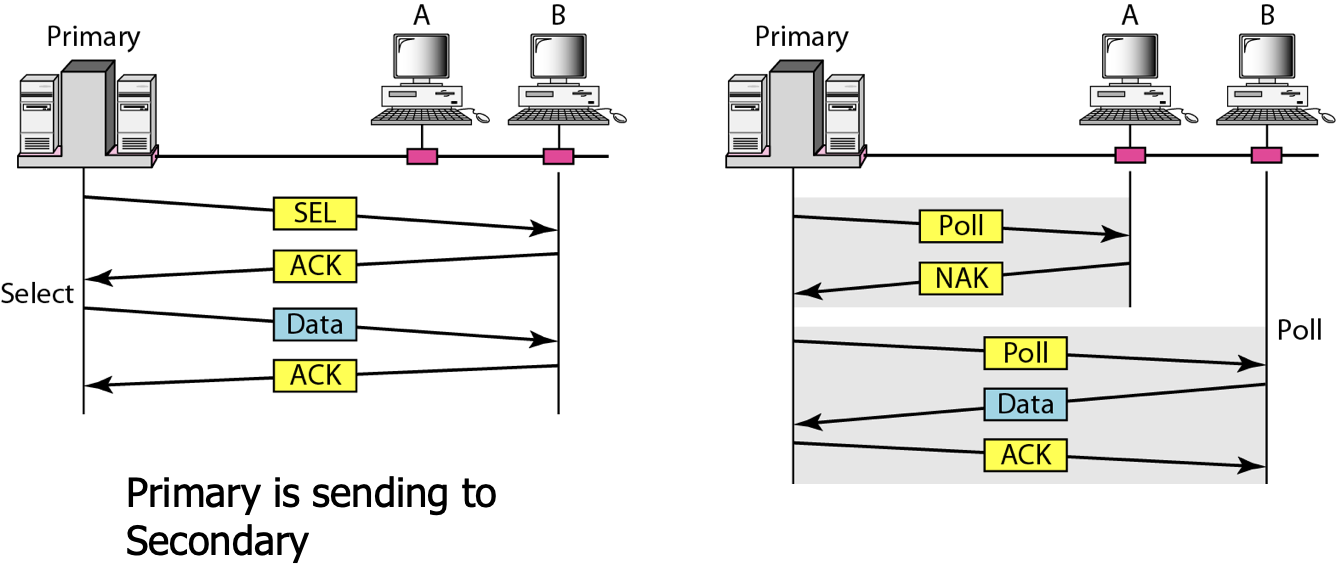 A
B
Primary
SEL
ACK
Select
Data
ACK
Primary is sending to
Secondary
A
B
Primary
Poll
NAK
Poll
Poll
Data
ACK